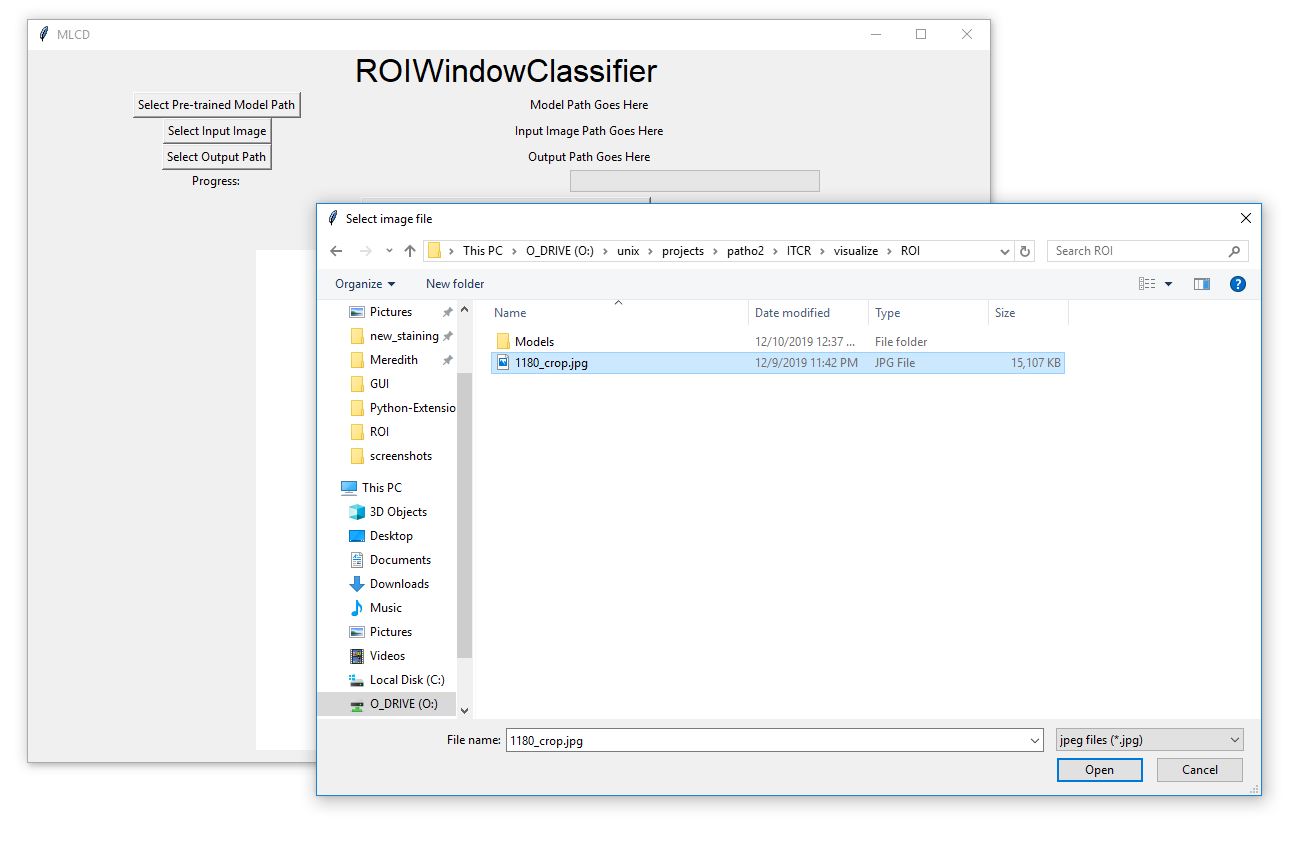 MLCD
ROIWindowClassifier
Select Pre-trained Model Path Model Path Goes Here
Select Input Image Input Image Path Goes Here
Select Output Path Output Path Goes Here
Progress:
Select image file
This PC > O_DRIVE (O:) > unix > projects > patho2 > ITCR > visualize > ROI Search ROI
Organize New folder
Name Date modified Type Size
Models 12/10/2019 12:37 ... File folder
1180_crop.jpg 12/9/2019 11:42 PM JPG File 15,107 KB
Pictures
new_staining
Meredith
GUI
Python-Extensio
ROI
screenshots
This PC
3D Objects
Desktop
Documents
Downloads
Music
Pictures
Videos
Local Disk (C:)
O_DRIVE (O:)
File name: 1180_crop.jpg jpeg files (*.jpg)
Open Cancel